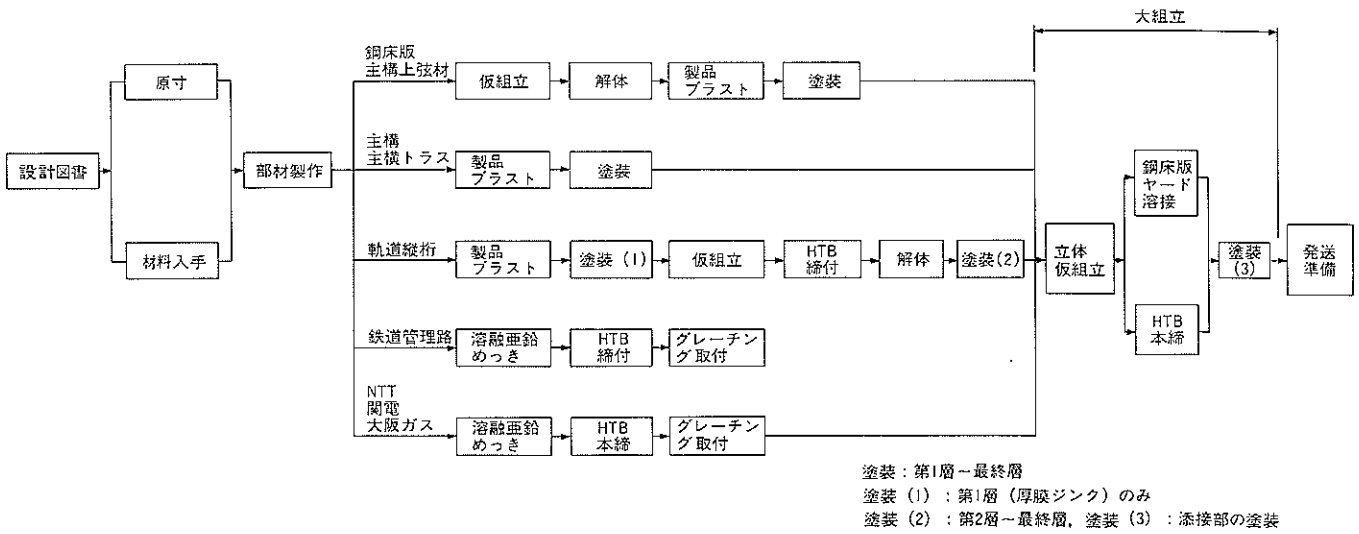 大組立
鋼床版
主構上弦材
仮組立
解体
製品
ブラスト
塗装
原寸
設計図書
材料入手
部材製作
主構
主横トラス
製品
ブラスト
塗装
軌道縦桁
製品
ブラスト
塗装 (1)
仮組立
HTB
締付
解体
塗装(2)
立体
仮組立
鋼床版
ヤード
溶接
HTB
本締
塗装
(3)
発送
準備
鉄道管理路
溶融亜鉛
めっき
HTB
締付
グレーチン
グ取付
NTT
関電
大阪ガス
溶融亜鉛
めっき
HTB
本締
グレーチン
グ取付
塗装:第1層~最終層
塗装 (1) :第1層 (厚膜ジンク) のみ
塗装 (2) :第2層~最終層, 塗装 (3) :添接部の塗装